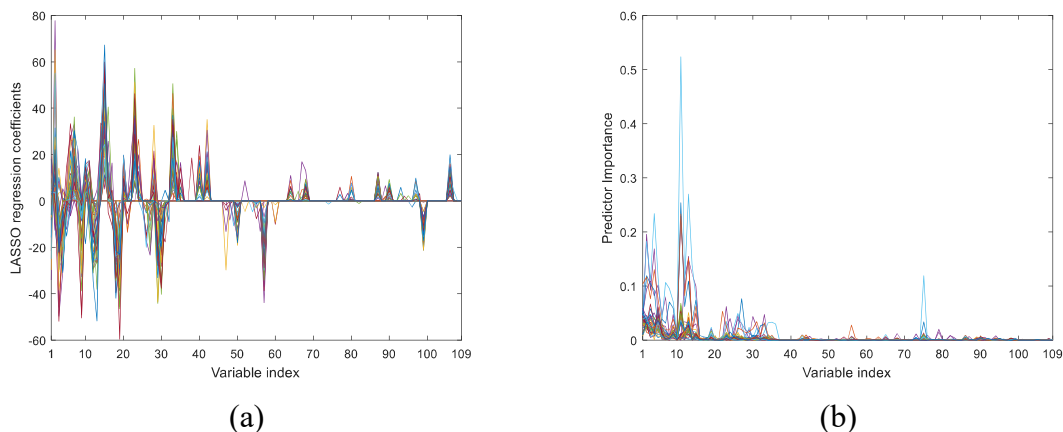 80
60
40
20
0
-20
-40
-60
LASSO regression coefficients
1 10 20 30 40 50 60 70 80 90 100 109
Variable index
(a)
0.6
0.5
0.4
0.3
0.2
0.1
0
Predictor Importance
1 10 20 30 40 50 60 70 80 90 100 109
Variable index
(b)